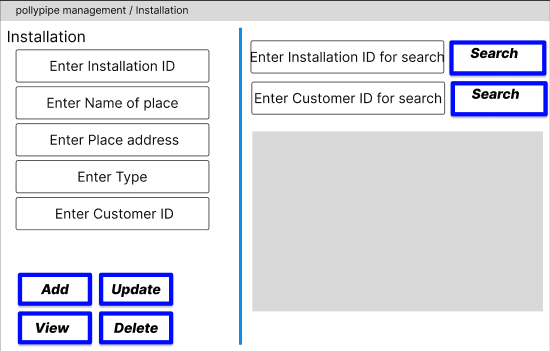 pollypipe management / Installation
Installation
Enter Installation ID
Enter Name of place
Enter Place address
Enter Type
Enter Customer ID
Add
Update
View
Delete
Enter Installation ID for search
Search
Enter Customer ID for search
Search